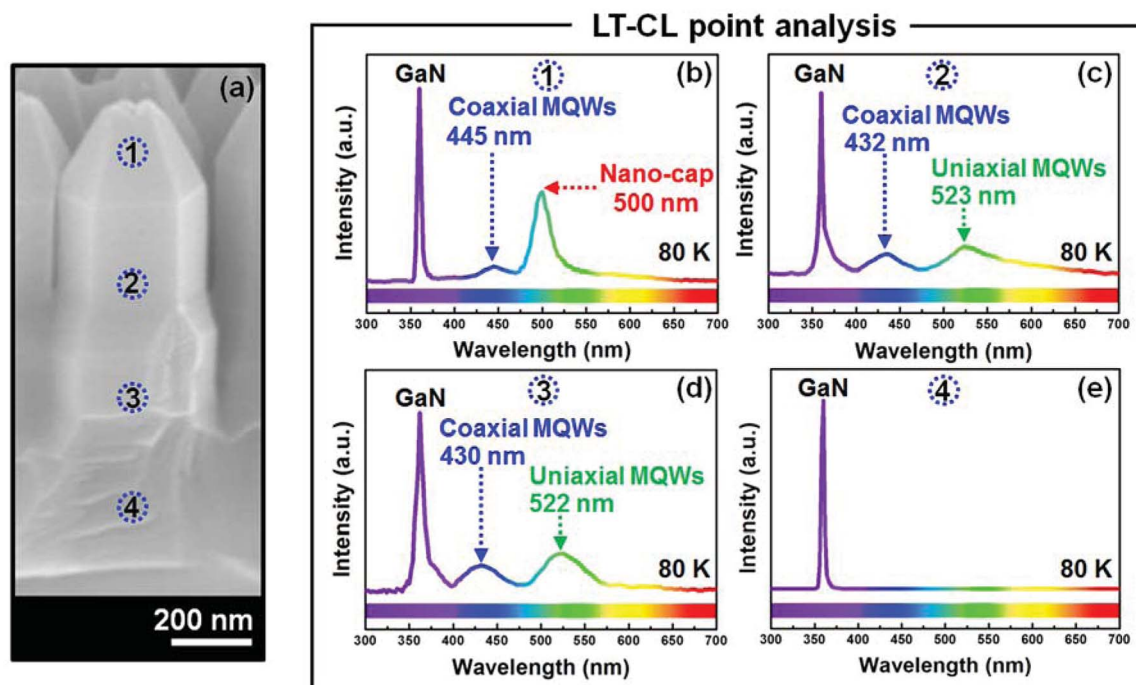 LT-CL point analysis
(a)
1
2
3
4
200 nm
GaN
1
(b)
Coaxial MQWs
445 nm
Nano-cap
500 nm
80 K
Intensity (a.u.)
300 350 400 450 500 550 600 650 700
Wavelength (nm)
GaN
2
(c)
Coaxial MQWs
432 nm
Uniaxial MQWs
523 nm
80 K
Intensity (a.u.)
300 350 400 450 500 550 600 650 700
Wavelength (nm)
GaN
3
(d)
Coaxial MQWs
430 nm
Uniaxial MQWs
522 nm
80 K
Intensity (a.u.)
300 350 400 450 500 550 600 650 700
Wavelength (nm)
GaN
4
(e)
80 K
Intensity (a.u.)
300 350 400 450 500 550 600 650 700
Wavelength (nm)